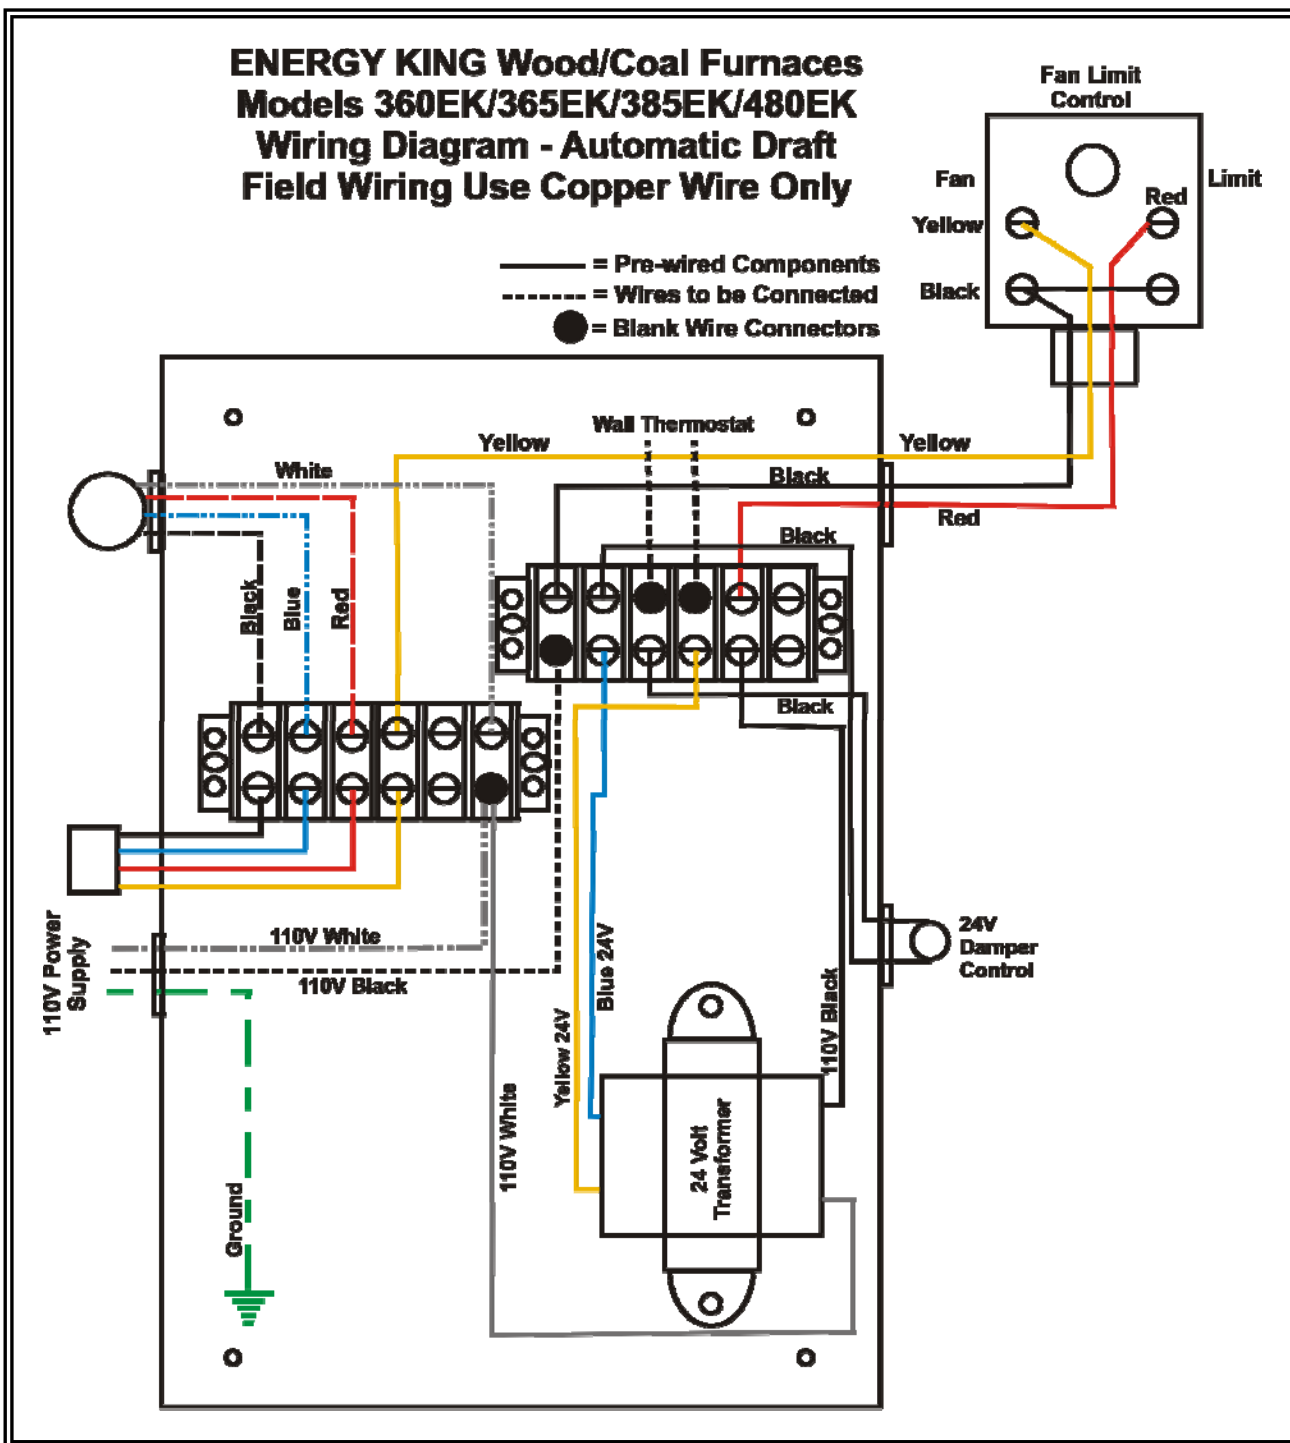 ENERGY KING Wood/Coal Furnaces
Models 360EK/365EK/385EK/480EK
Wiring Diagram - Automatic Draft
Field Wiring Use Copper Wire Only
= Pre-wired Components
= Wires to be Connected
= Blank Wire Connectors
Fan Limit
Control
Fan
Limit
Red
Yellow
Black
Wall Thermostat
Yellow
Yellow
White
Black
Red
Black
Black
Blue
Red
Black
110V Power
Supply
110V White
110V Black
Blue 24V
Yellow 24V
110V Black
24V
Damper
Control
110V White
24 Volt
Transformer
Ground